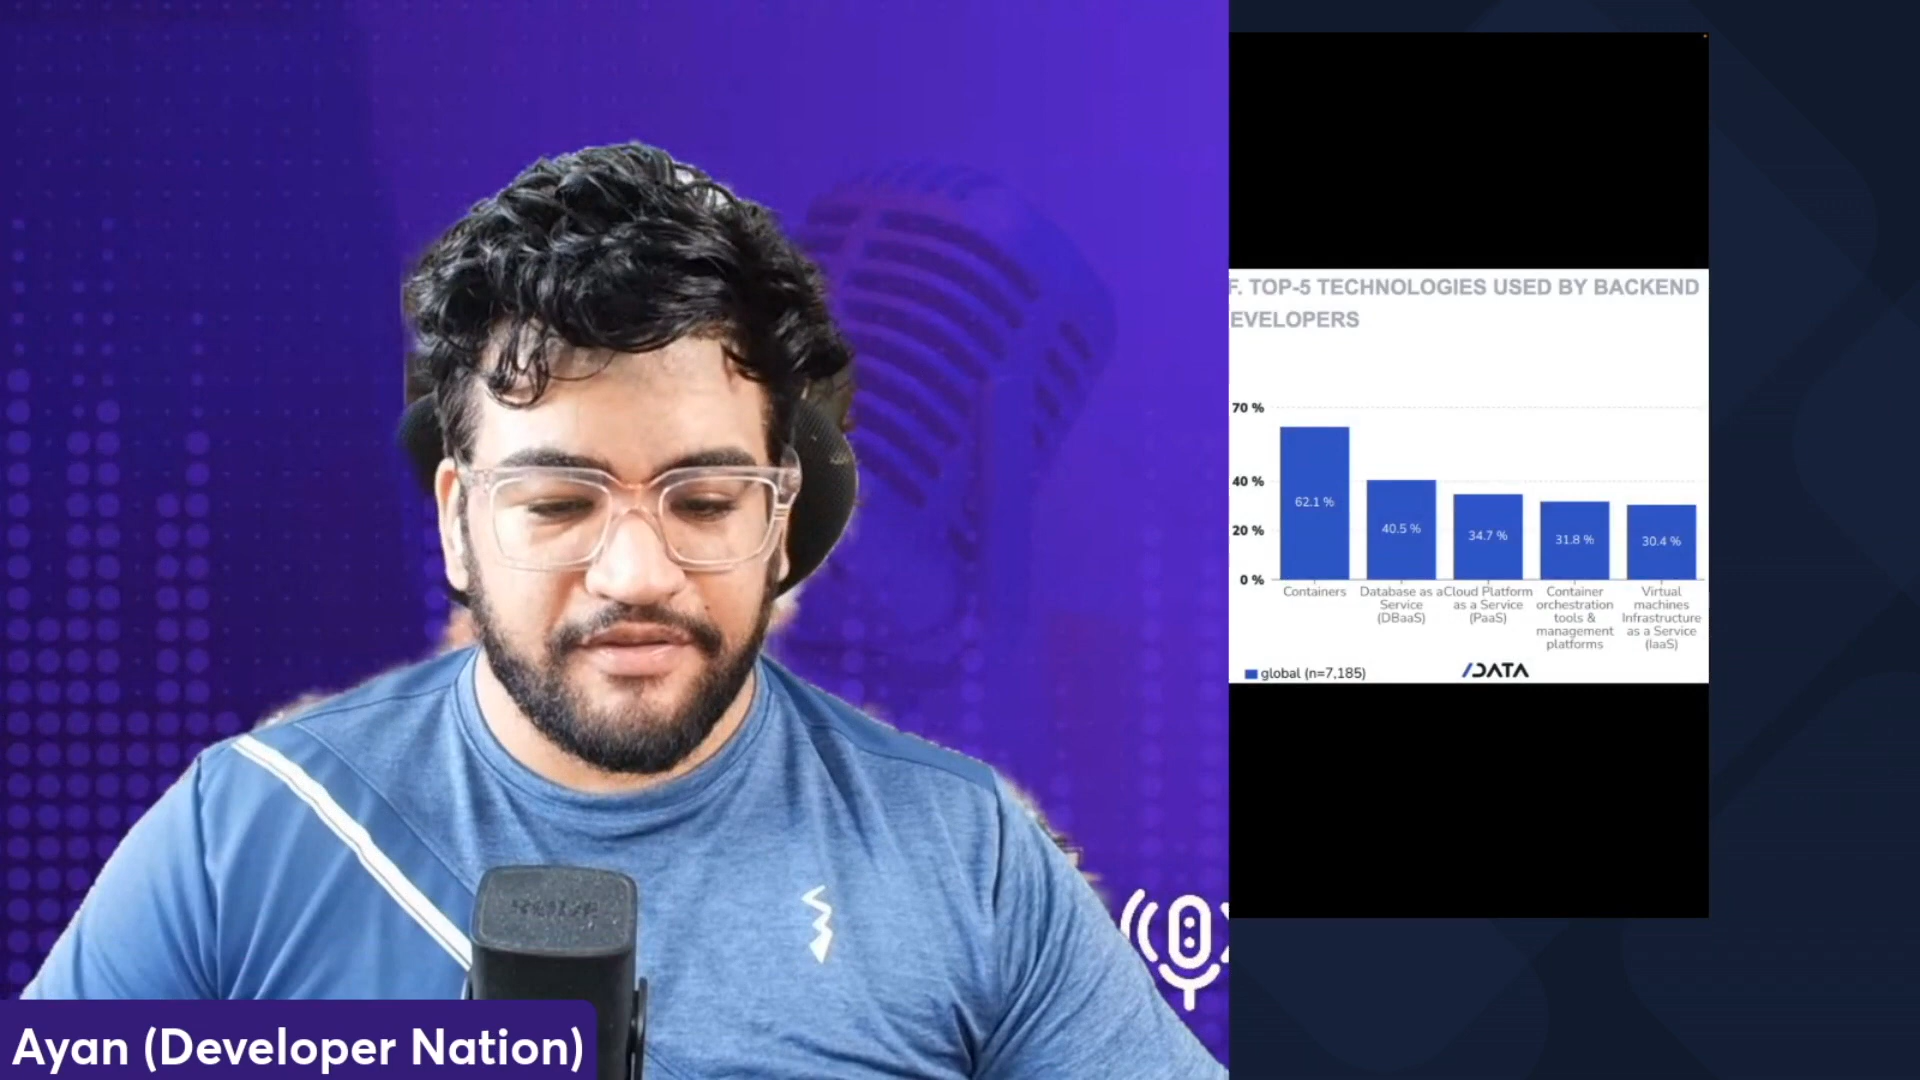 F. TOP-5 TECHNOLOGIES USED BY BACKEND
EVELOPERS
70 %
40 %
20 %
0 %
62.1 %
40.5 %
34.7 %
31.8 %
30.4 %
Containers
Database as a
Service
(DBaaS)
Cloud Platform
as a Service
(PaaS)
Container
orchestration
tools &
management
platforms
Virtual
machines
Infrastructure
as a Service
(IaaS)
global (n=7,185)
/DATA
Ayan (Developer Nation)